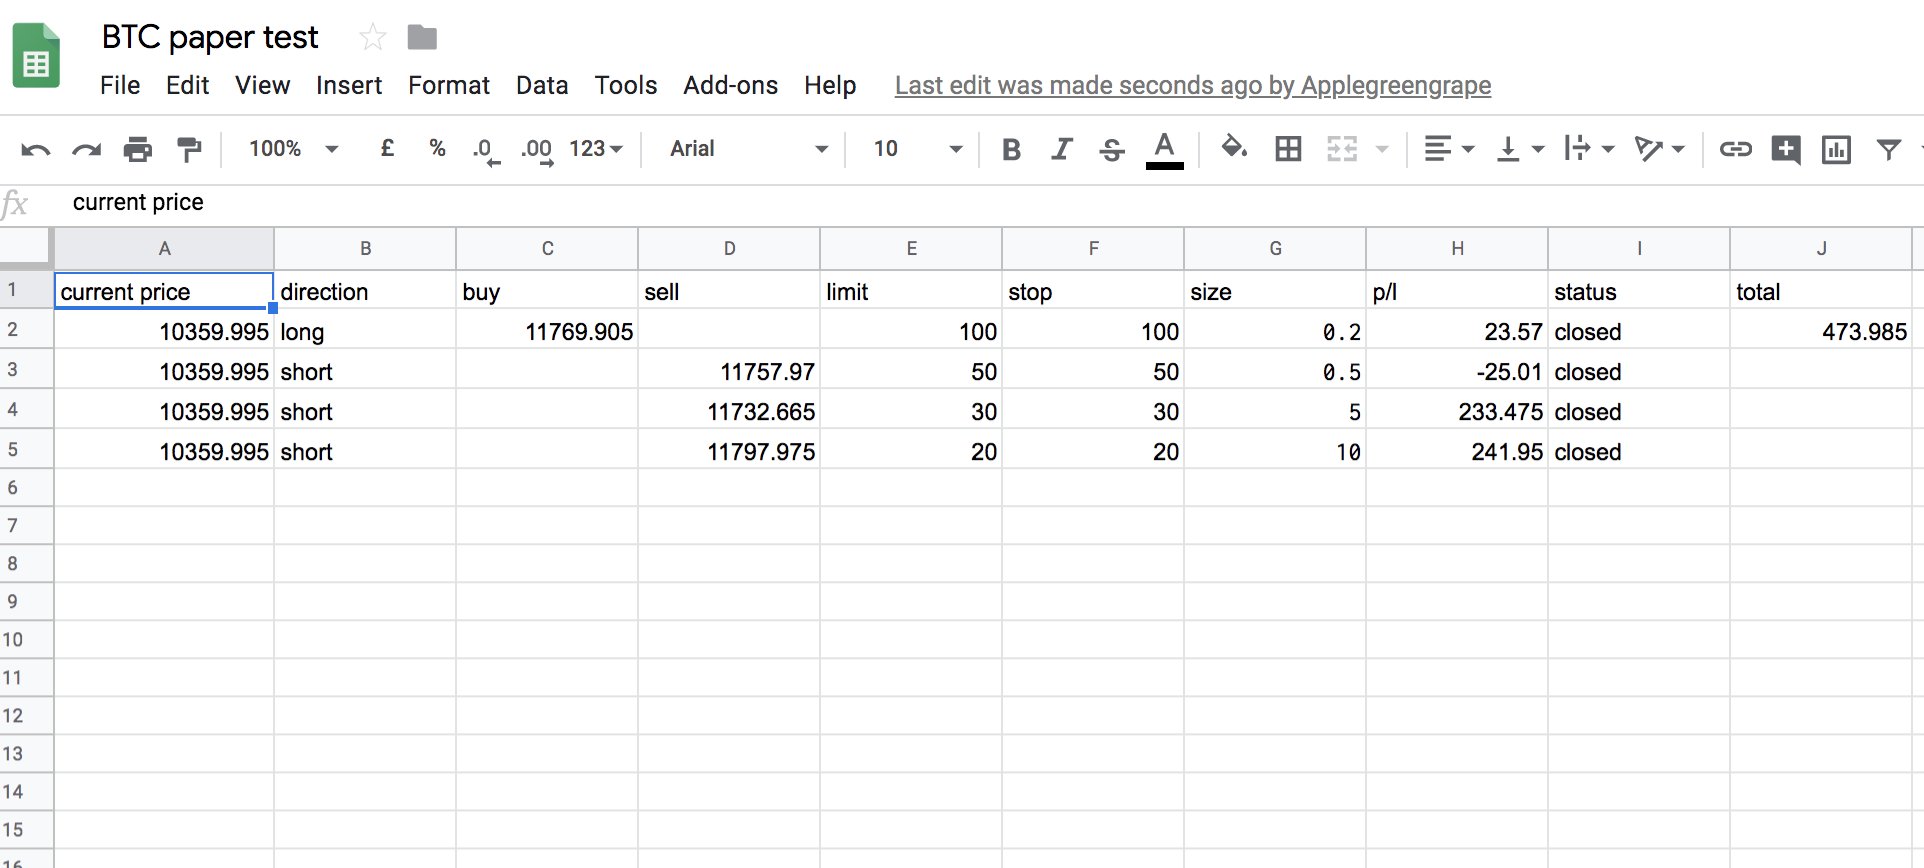 BTC paper test
File Edit View Insert Format Data Tools Add-ons Help Last edit was made seconds ago by Applegreengrape
100% £ % .0 .00 123 Arial 10 B I S A
fx current price
A B C D E F G H I J
1 current price direction buy sell limit stop size p/l status total
2 10359.995 long 11769.905 100 100 0.2 23.57 closed 473.985
3 10359.995 short 11757.97 50 50 0.5 -25.01 closed
4 10359.995 short 11732.665 30 30 5 233.475 closed
5 10359.995 short 11797.975 20 20 10 241.95 closed
6
7
8
9
10
11
12
13
14
15
16